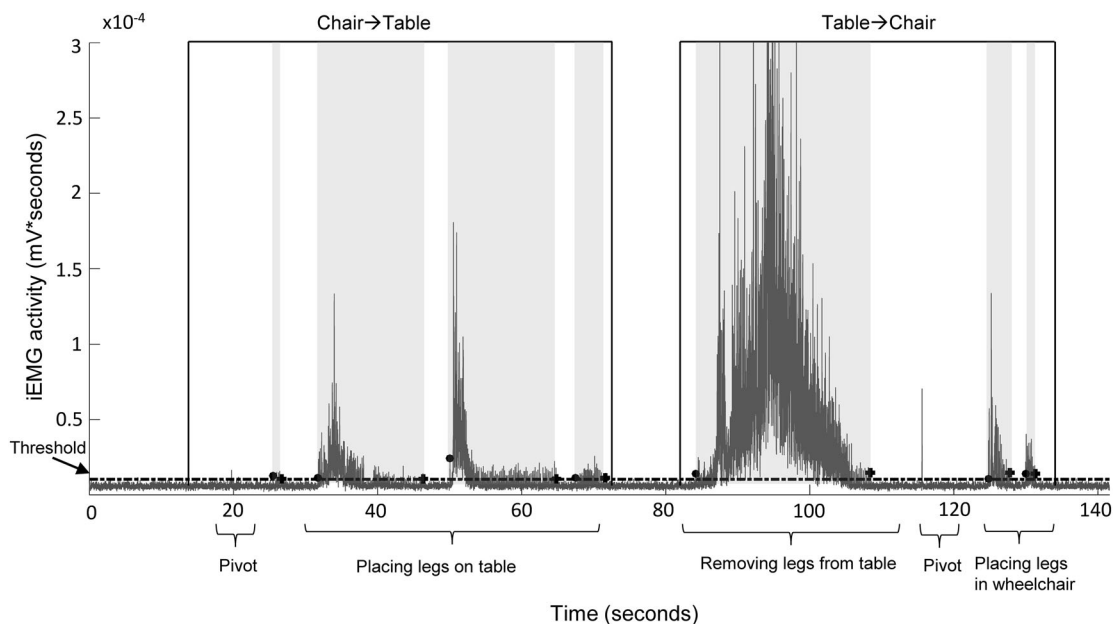 x10-4
Chair→Table
Table→Chair
3
2.5
2
1.5
1
0.5
iEMG activity (mV*seconds)
Threshold
0
20
40
60
80
100
120
140
Pivot
Placing legs on table
Removing legs from table
Pivot
Placing legs
in wheelchair
Time (seconds)